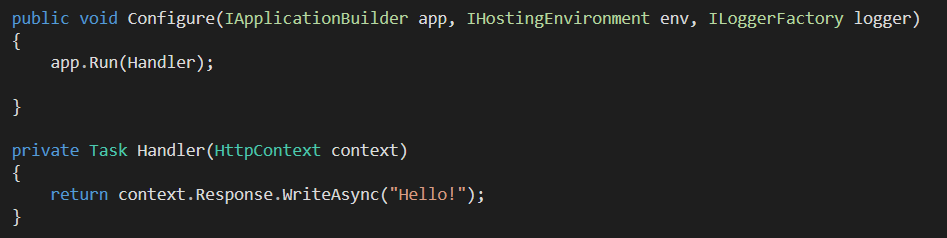 public void Configure(IApplicationBuilder app, IHostingEnvironment env, ILoggerFactory logger)
{
    app.Run(Handler);

}

private Task Handler(HttpContext context)
{
    return context.Response.WriteAsync("Hello!");
}